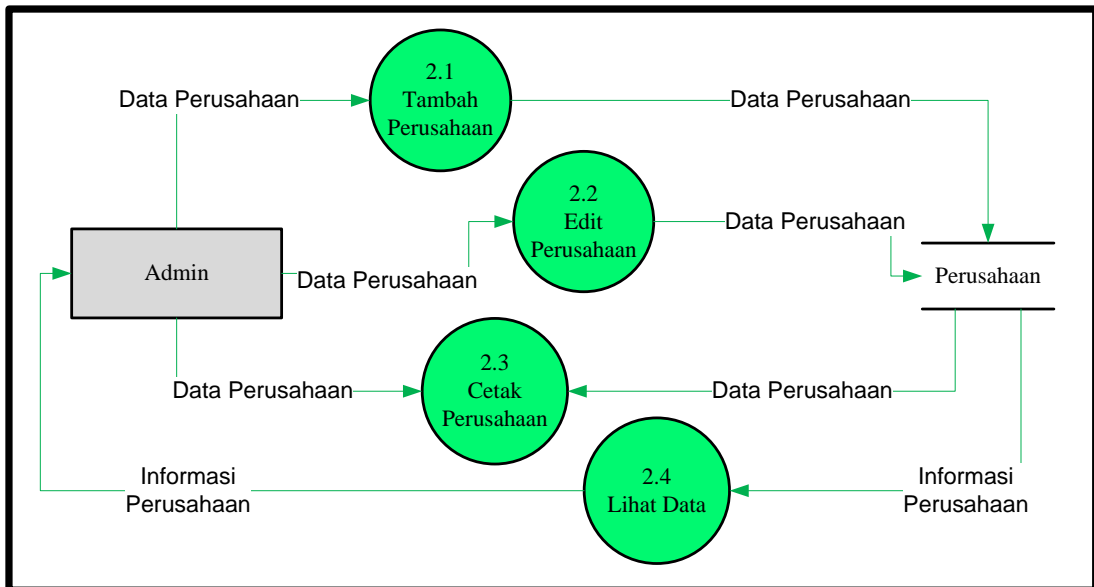 2.1
Tambah
Perusahaan
Data Perusahaan
Data Perusahaan
2.2
Edit
Perusahaan
Data Perusahaan
Data Perusahaan
Admin
Perusahaan
2.3
Cetak
Perusahaan
Data Perusahaan
Data Perusahaan
2.4
Lihat Data
Informasi
Perusahaan
Informasi
Perusahaan